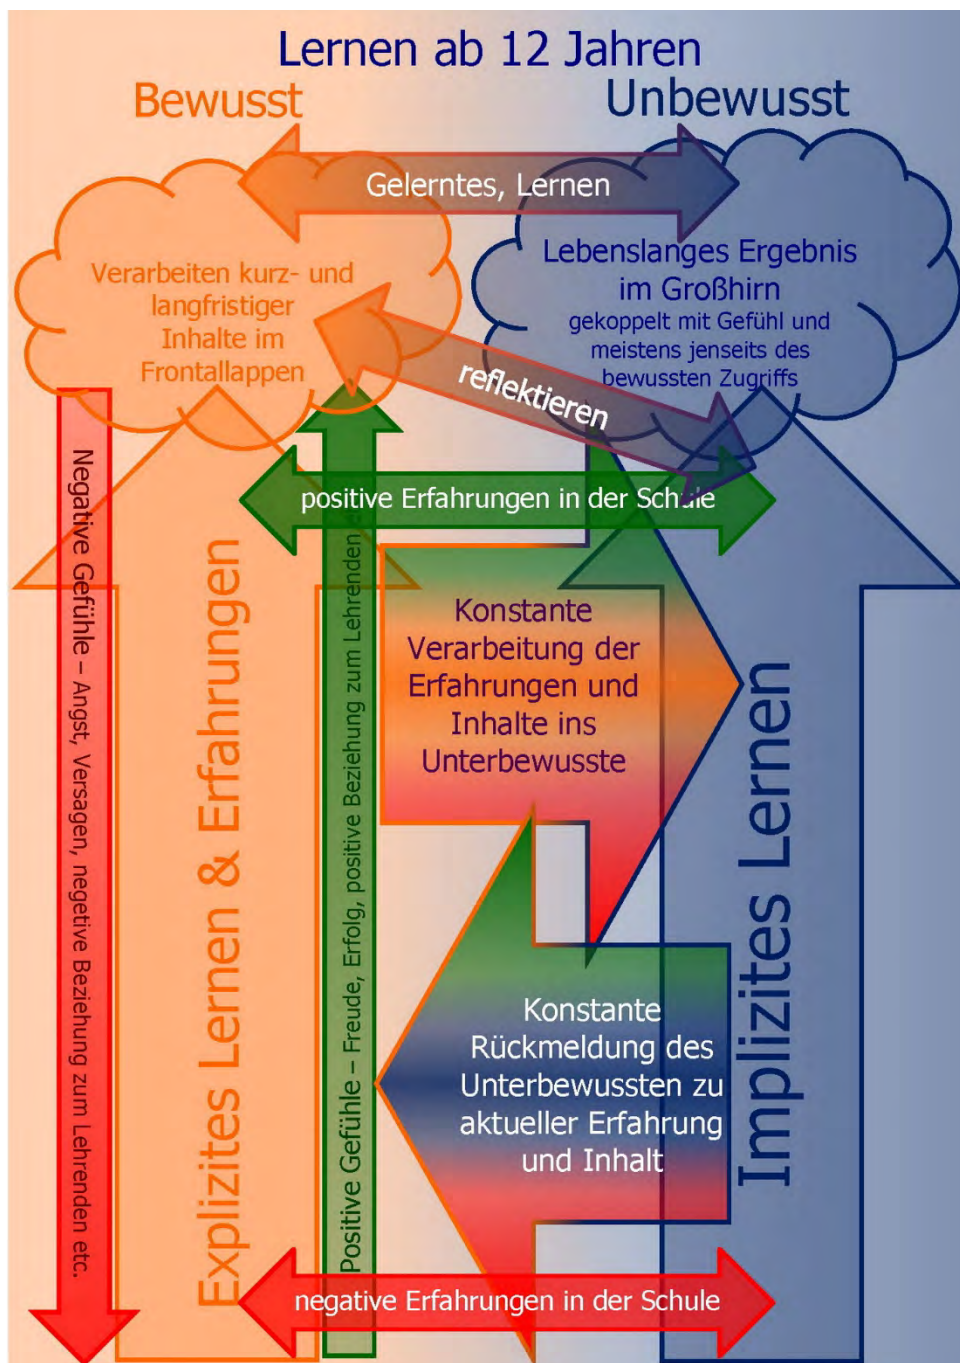 Lernen ab 12 Jahren
Bewusst
Unbewusst
Gelerntes, Lernen
Verarbeiten kurz- und
langfristiger
Inhalte im
Frontallappen
Lebenslanges Ergebnis
im Großhirn
gekoppelt mit Gefühl und
meistens jenseits des
bewussten Zugriffs
reflektieren
positive Erfahrungen in der Schule
Negative Gefühle – Angst, Versagen, negetive Beziehung zum Lehrenden etc.
Explizites Lernen & Erfahrungen
Positive Gefühle – Freude, Erfolg, positive Beziehung zum Lehrenden
Konstante
Verarbeitung der
Erfahrungen und
Inhalte ins
Unterbewusste
Implizites Lernen
Konstante
Rückmeldung des
Unterbewussten zu
aktueller Erfahrung
und Inhalt
negative Erfahrungen in der Schule